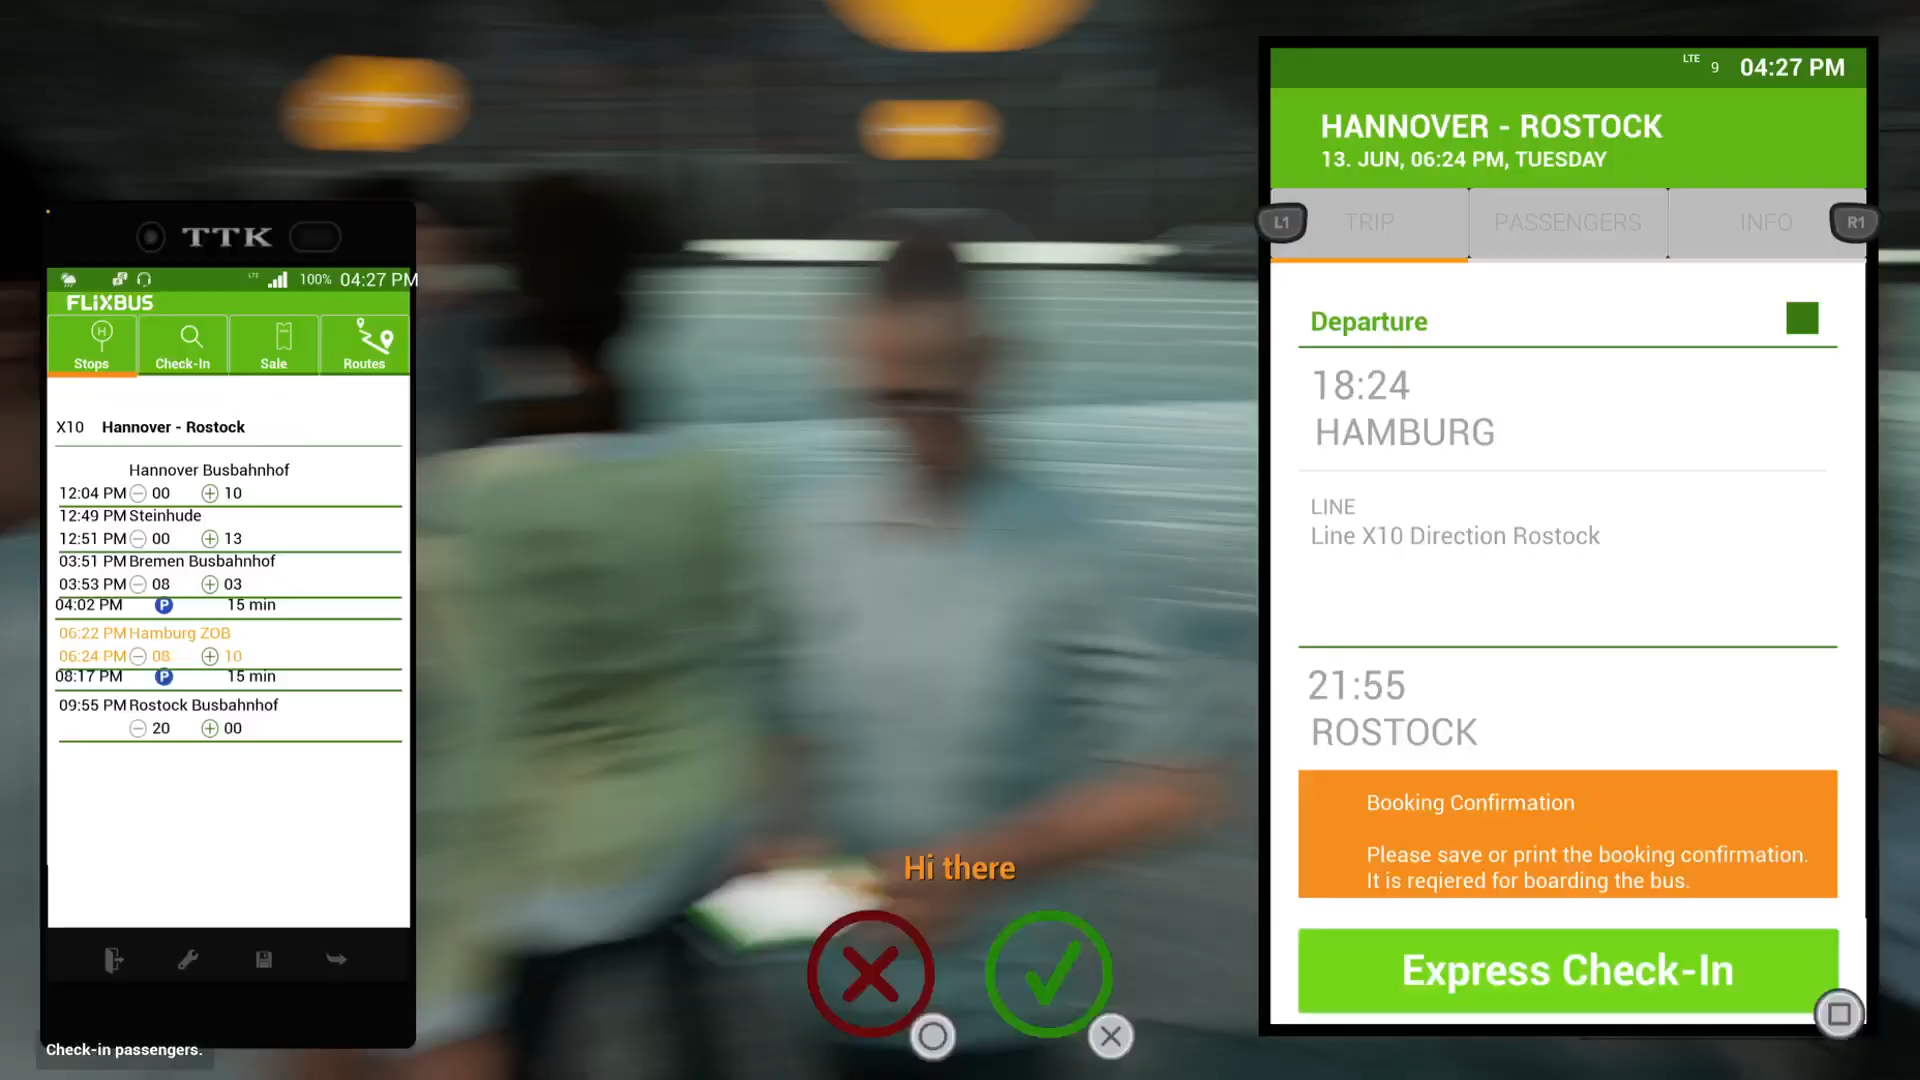 TTK
100% 04:27 PM
FLiXBUS
Stops Check-In Sale Routes
X10 Hannover - Rostock
Hannover Busbahnhof
12:04 PM 00 10
12:49 PM Steinhude
12:51 PM 00 13
03:51 PM Bremen Busbahnhof
03:53 PM 08 03
04:02 PM P 15 min
06:22 PM Hamburg ZOB
06:24 PM 08 10
08:17 PM P 15 min
09:55 PM Rostock Busbahnhof
20 00
Check-in passengers.
Hi there
LTE 9 04:27 PM
HANNOVER - ROSTOCK
13. JUN, 06:24 PM, TUESDAY
L1 TRIP PASSENGERS INFO R1
Departure
18:24
HAMBURG
LINE
Line X10 Direction Rostock
21:55
ROSTOCK
Booking Confirmation
Please save or print the booking confirmation.
It is reqiered for boarding the bus.
Express Check-In